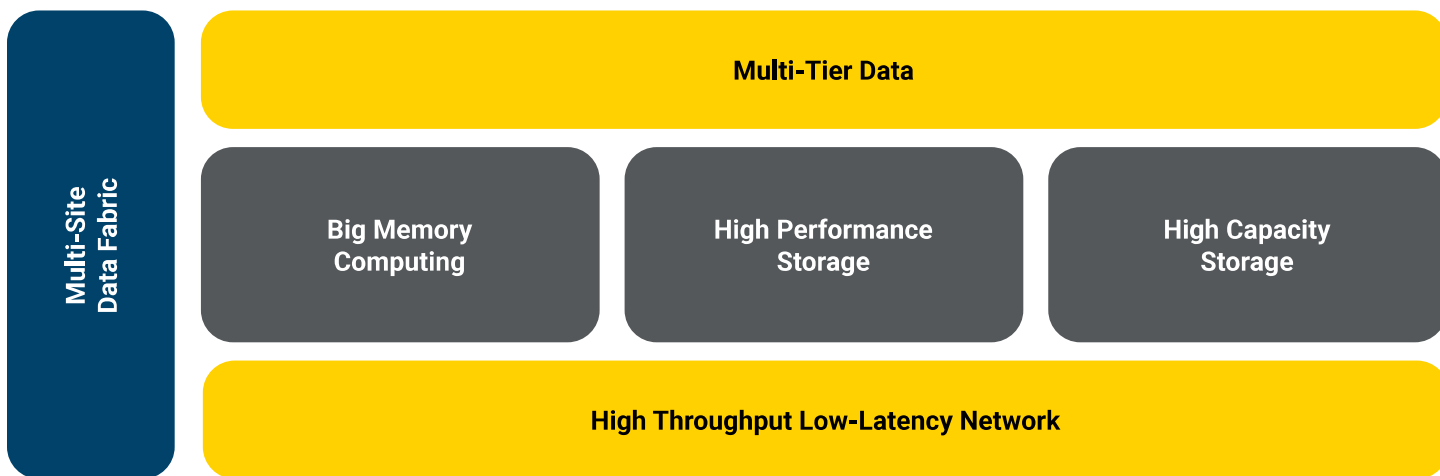 Multi-Site
Data Fabric
Multi-Tier Data
Big Memory
Computing
High Performance
Storage
High Capacity
Storage
High Throughput Low-Latency Network